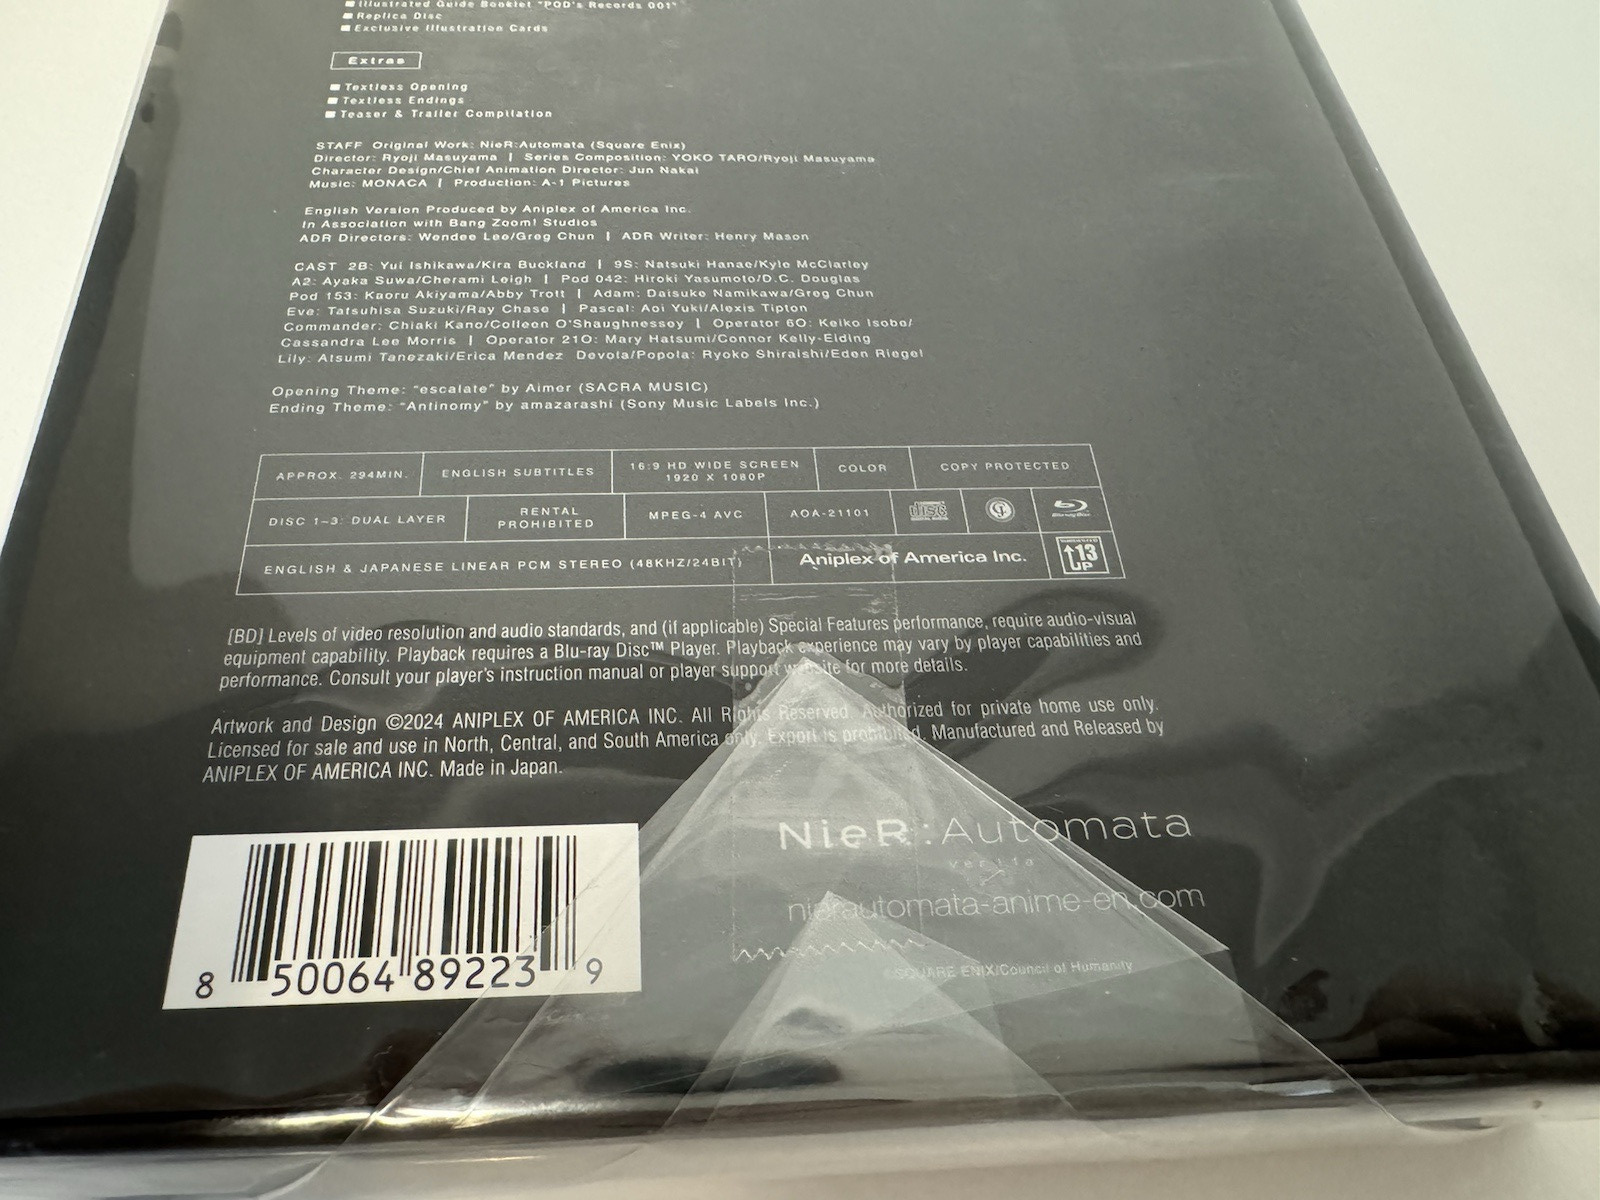 ■ Illustrated Guide Booklet "POD's Records 001"
■ Replica Disc
■ Exclusive Illustration Cards
Extras
■ Textless Opening
■ Textless Endings
■ Teaser & Trailer Compilation
STAFF Original Work: NieR:Automata (Square Enix)
Director: Ryoji Masuyama | Series Composition: YOKO TARO/Ryoji Masuyama
Character Design/Chief Animation Director: Jun Nakai
Music: MONACA | Production: A-1 Pictures
English Version Produced by Aniplex of America Inc.
In Association with Bang Zoom! Studios
ADR Directors: Wendee Lee/Greg Chun | ADR Writer: Henry Mason
CAST 2B: Yui Ishikawa/Kira Buckland | 9S: Natsuki Hanae/Kyle McCarley
A2: Ayaka Suwa/Cherami Leigh | Pod 042: Hiroki Yasumoto/D.C. Douglas
Pod 153: Kaoru Akiyama/Abby Trott | Adam: Daisuke Namikawa/Greg Chun
Eve: Tatsuhisa Suzuki/Ray Chase | Pascal: Aoi Yuki/Alexis Tipton
Commander: Chiaki Kano/Colleen O'Shaughnessey | Operator 6O: Keiko Isobe/
Cassandra Lee Morris | Operator 21O: Mary Hatsumi/Connor Kelly-Eiding
Lily: Atsumi Tanezaki/Erica Mendez Devola/Popola: Ryoko Shiraishi/Eden Riegel
Opening Theme: "escalate" by Aimer (SACRA MUSIC)
Ending Theme: "Antinomy" by amazarashi (Sony Music Labels Inc.)
APPROX. 294MIN. ENGLISH SUBTITLES 16:9 HD WIDE SCREEN 1920 X 1080P COLOR COPY PROTECTED
DISC 1-3: DUAL LAYER RENTAL PROHIBITED MPEG-4 AVC AOA-21101 disc DIGITAL AUDIO Blu-ray Disc
ENGLISH & JAPANESE LINEAR PCM STEREO (48KHZ/24BIT) Aniplex of America Inc. 13 UP
[BD] Levels of video resolution and audio standards, and (if applicable) Special Features performance, require audio-visual
equipment capability. Playback requires a Blu-ray Disc™ Player. Playback experience may vary by player capabilities and
performance. Consult your player's instruction manual or player support website for more details.
Artwork and Design ©2024 ANIPLEX OF AMERICA INC. All Rights Reserved. Authorized for private home use only.
Licensed for sale and use in North, Central, and South America only. Export is prohibited. Manufactured and Released by
ANIPLEX OF AMERICA INC. Made in Japan.
NieR:Automata
Ver1.1a
nierautomata-anime-en.com
©SQUARE ENIX/Council of Humanity
8 50064 89223 9